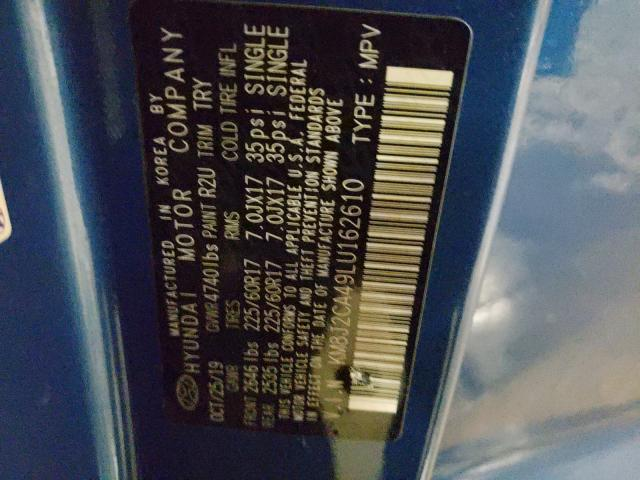 MANUFACTURED IN KOREA BY
HYUNDAI MOTOR COMPANY
OCT/25/19 GVWR 4740lbs PAINT R2U TRIM TRY
GAWR TIRES RIMS COLD TIRE INFL.
FRONT 2646 lbs 225/60R17 7.0JX17 35psi SINGLE
REAR 2535 lbs 225/60R17 7.0JX17 35psi SINGLE
THIS VEHICLE CONFORMS TO ALL APPLICABLE U.S.A. FEDERAL
MOTOR VEHICLE SAFETY AND THEFT PREVENTION STANDARDS
IN EFFECT ON THE DATE OF MANUFACTURE SHOWN ABOVE
VIN: KM8J2CA49LU162610 TYPE : MPV